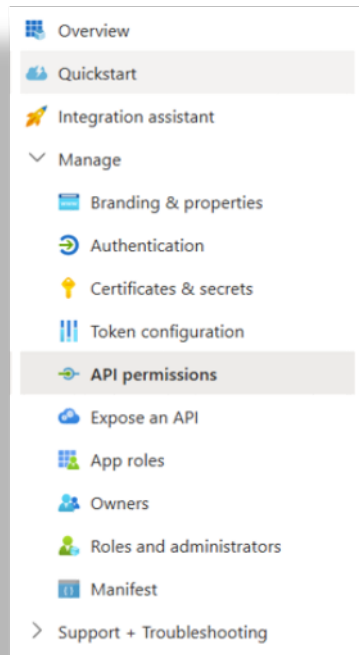 Overview
Quickstart
Integration assistant
Manage
Branding & properties
Authentication
Certificates & secrets
Token configuration
API permissions
Expose an API
App roles
Owners
Roles and administrators
Manifest
Support + Troubleshooting